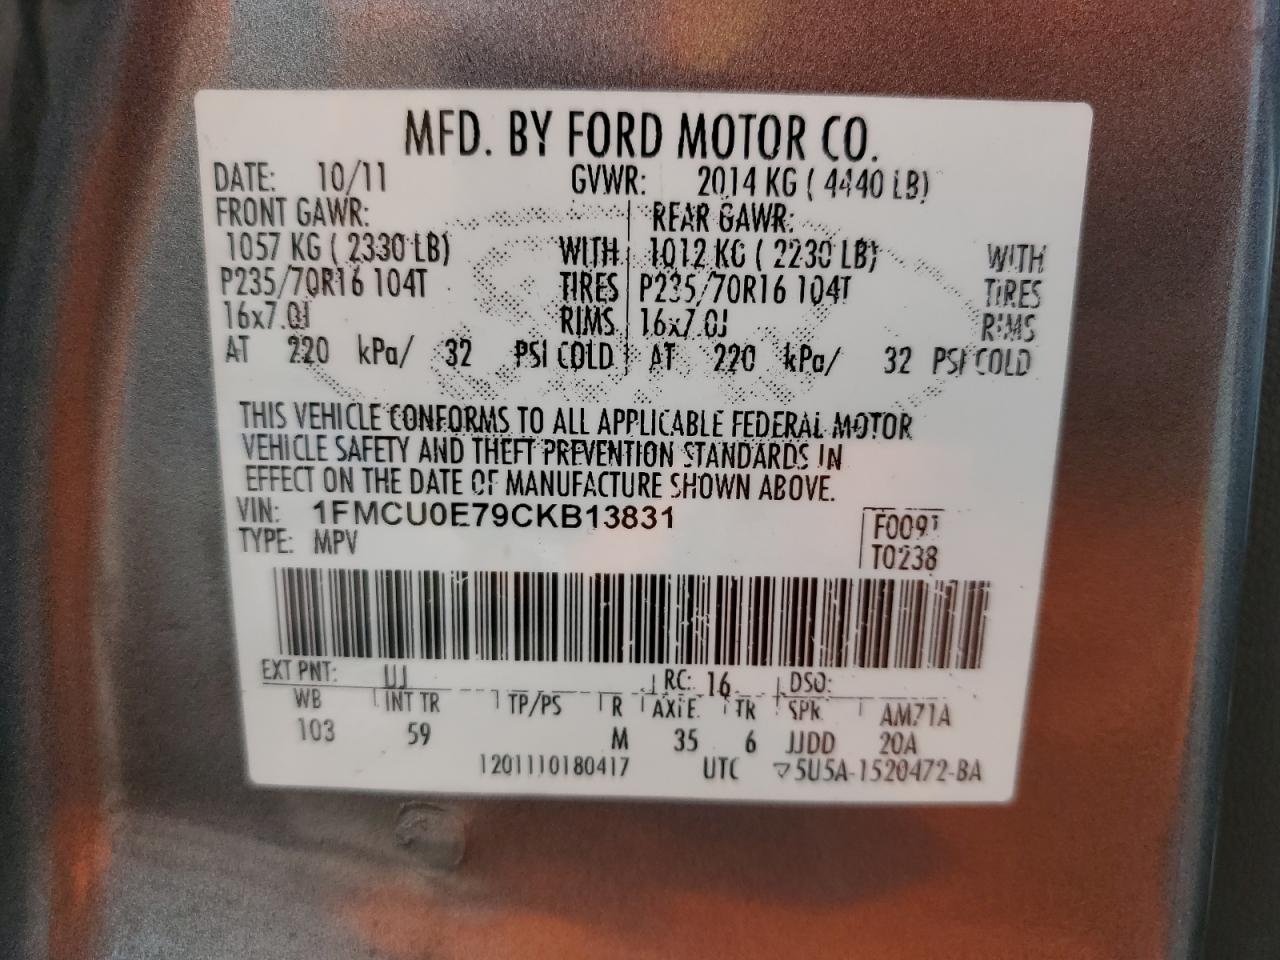 MFD. BY FORD MOTOR CO.
DATE: 10/11 GVWR: 2014 KG ( 4440 LB)
FRONT GAWR: REAR GAWR:
1057 KG ( 2330 LB) WITH 1012 KG ( 2230 LB) WITH
P235/70R16 104T TIRES P235/70R16 104T TIRES
16x7.0J RIMS 16x7.0J RIMS
AT 220 kPa/ 32 PSI COLD AT 220 kPa/ 32 PSI COLD
THIS VEHICLE CONFORMS TO ALL APPLICABLE FEDERAL MOTOR
VEHICLE SAFETY AND THEFT PREVENTION STANDARDS IN
EFFECT ON THE DATE OF MANUFACTURE SHOWN ABOVE.
VIN: 1FMCU0E79CKB13831
F0091
TYPE: MPV
T0238
EXT PNT: UJ RC: 16 DSO:
WB INT TR TP/PS R AXLE TR SPR AM71A
103 59 M 35 6 JJDD 20A
1201110180417 UTC ▽5U5A-1520472-BA